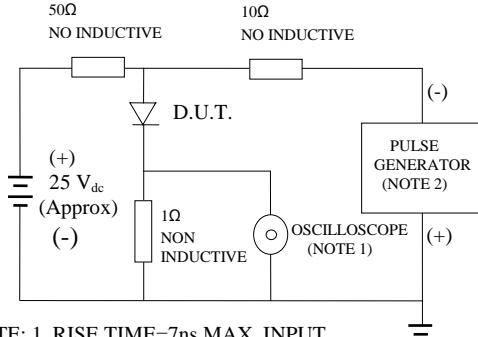 50Ω
NO INDUCTIVE
10Ω
NO INDUCTIVE
D.U.T.
(-)
PULSE
GENERATOR
(NOTE 2)
(+)
25 Vdc
(Approx)
(-)
1Ω
NON
INDUCTIVE
OSCILLOSCOPE
(NOTE 1)
(+)
TE: 1. RISE TIME=7ns MAX. INPUT